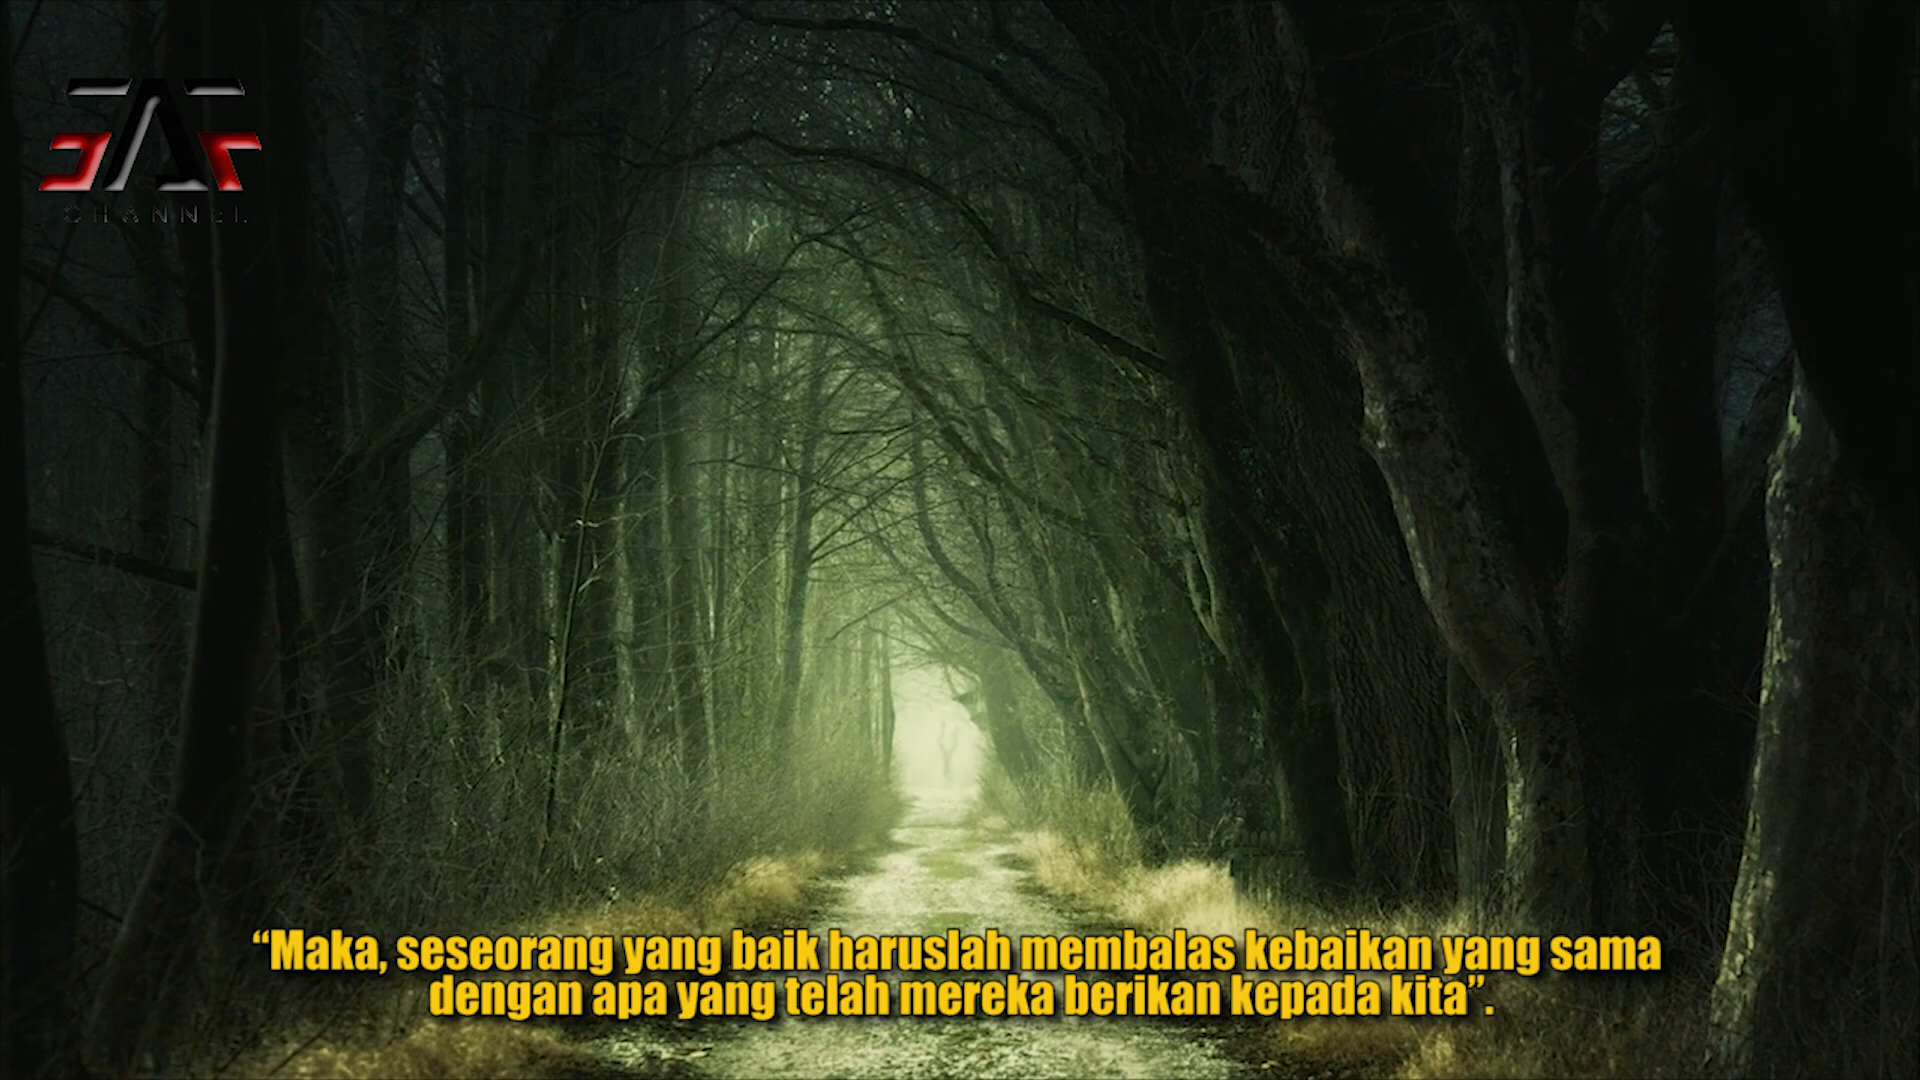 CHANNEL
“Maka, seseorang yang baik haruslah membalas kebaikan yang sama
dengan apa yang telah mereka berikan kepada kita”.